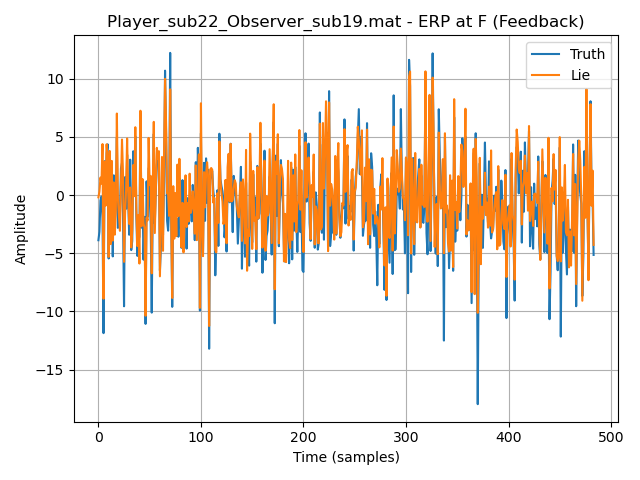 Player_sub22_Observer_sub19.mat - ERP at F (Feedback)
Truth
Lie
Amplitude
10
5
0
−5
−10
−15
0 100 200 300 400 500
Time (samples)